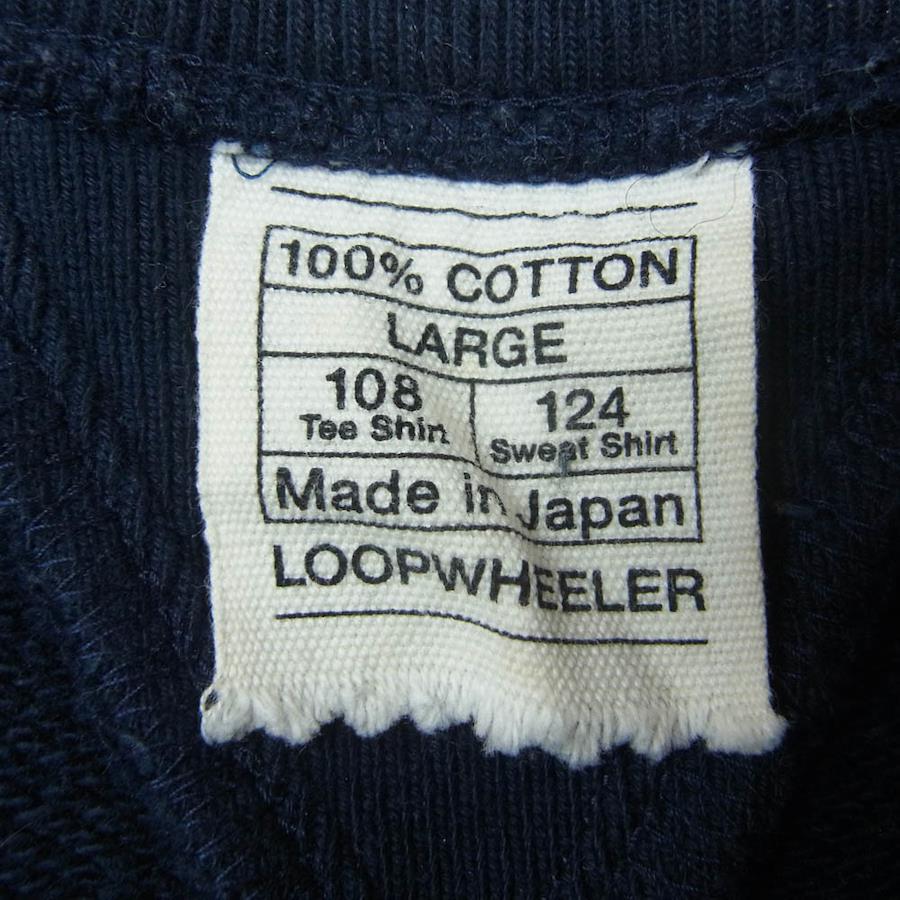 100% COTTON
LARGE
108
Tee Shirt
124
Sweat Shirt
Made in Japan
LOOPWHEELER